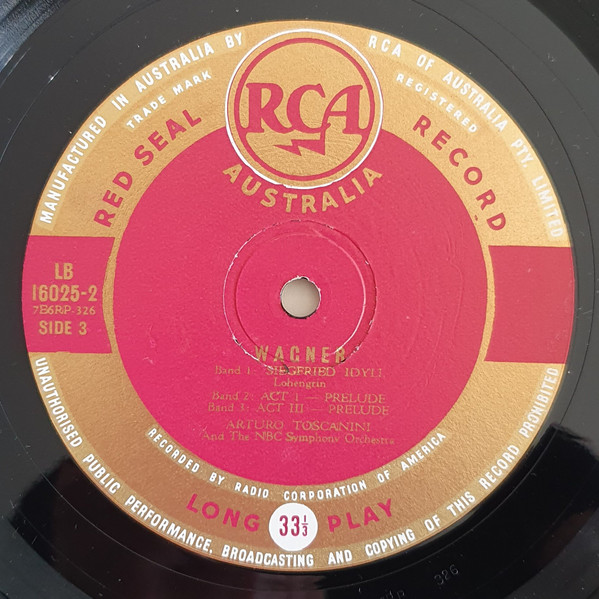 MANUFACTURED IN AUSTRALIA BY RCA OF AUSTRALIA PTY. LIMITED
TRADE MARK REGISTERED
RED SEAL RECORD
RCA
AUSTRALIA
LB
16025-2
SIDE 3
WAGNER
Band 1: SIEGFRIED IDYLL
Lohengrin
Band 2: ACT I — PRELUDE
Band 3: ACT III — PRELUDE
ARTURO TOSCANINI
And The NBC Symphony Orchestra
RECORDED BY RADIO CORPORATION OF AMERICA
LONG 33⅓ PLAY
UNAUTHORISED PUBLIC PERFORMANCE, BROADCASTING AND COPYING OF THIS RECORD PROHIBITED